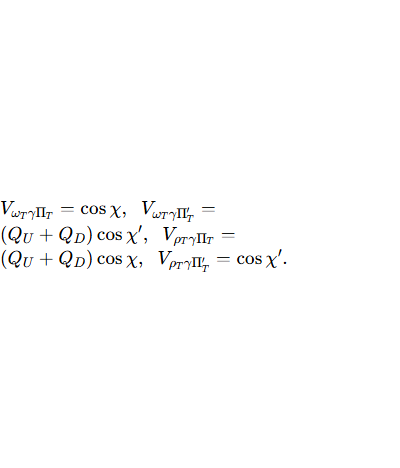 $V_{\omega_T \gamma \Pi_T} = \cos\chi, \; V_{\omega_T \gamma \Pi_T'} =$
$(Q_U + Q_D) \cos\chi', \; V_{\rho_T \gamma \Pi_T} =$
$(Q_U + Q_D) \cos\chi, \; V_{\rho_T \gamma \Pi_T'} = \cos\chi'.$